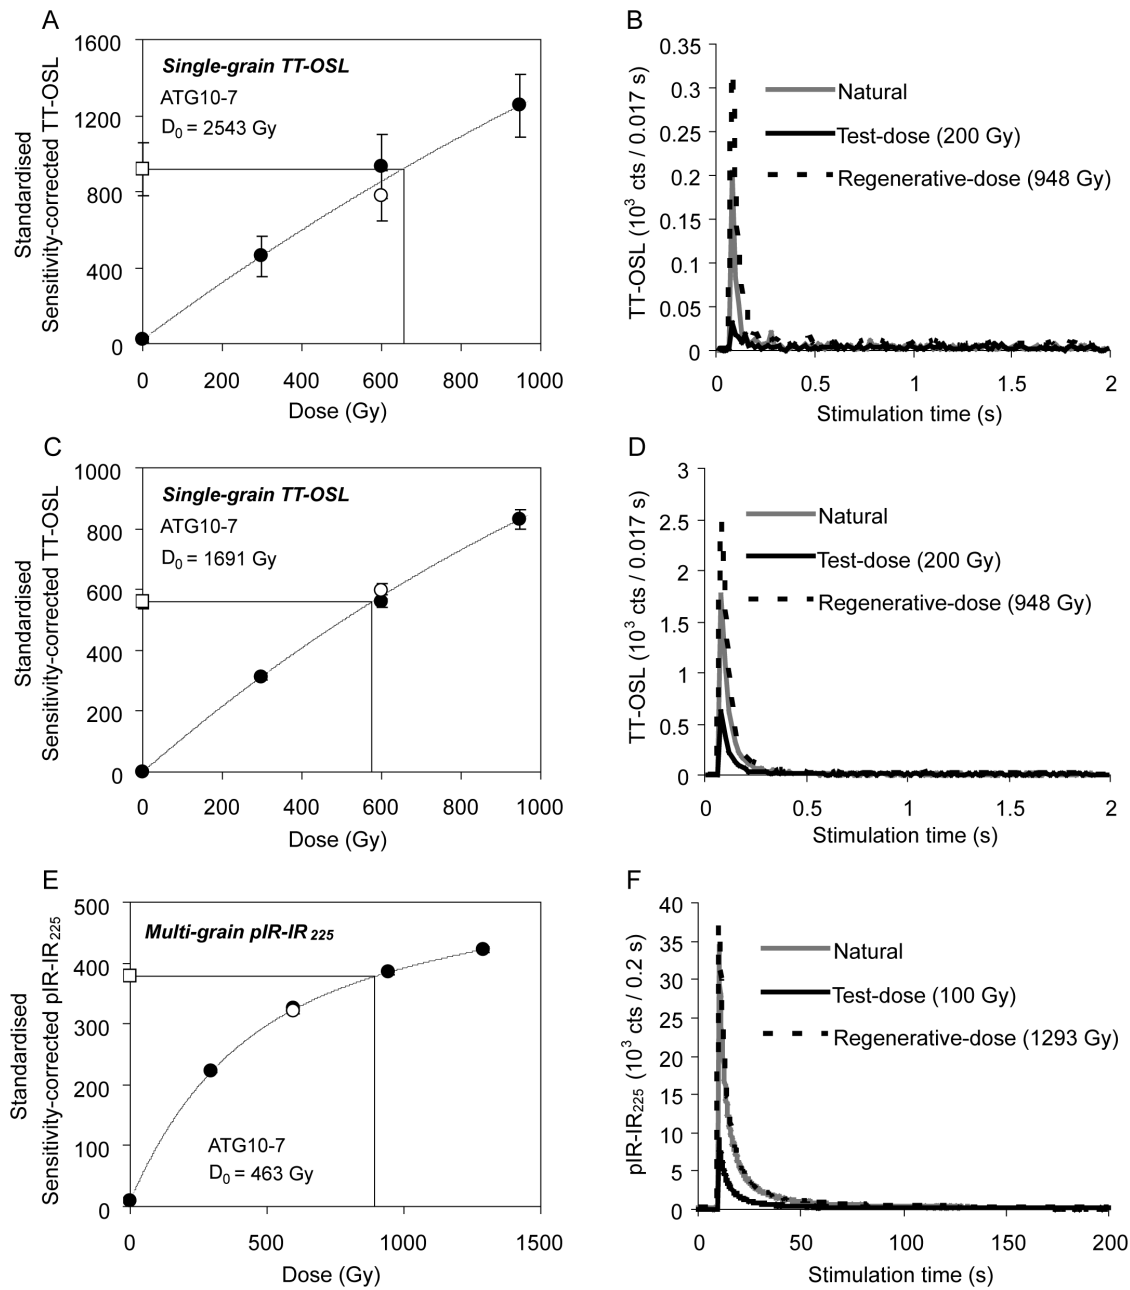 A
1600
1200
800
400
0
0
200
400
600
800
1000
Standardised
Sensitivity-corrected TT-OSL
Single-grain TT-OSL
ATG10-7
D0 = 2543 Gy
Dose (Gy)
B
0.35
0.3
0.25
0.2
0.15
0.1
0.05
0
0
0.5
1
1.5
2
TT-OSL (10³ cts / 0.017 s)
Natural
Test-dose (200 Gy)
Regenerative-dose (948 Gy)
Stimulation time (s)
C
1000
800
600
400
200
0
0
200
400
600
800
1000
Standardised
Sensitivity-corrected TT-OSL
Single-grain TT-OSL
ATG10-7
D0 = 1691 Gy
Dose (Gy)
D
3
2.5
2
1.5
1
0.5
0
0
0.5
1
1.5
2
TT-OSL (10³ cts / 0.017 s)
Natural
Test-dose (200 Gy)
Regenerative-dose (948 Gy)
Stimulation time (s)
E
500
400
300
200
100
0
0
500
1000
1500
Standardised
Sensitivity-corrected pIR-IR225
Multi-grain pIR-IR225
ATG10-7
D0 = 463 Gy
Dose (Gy)
F
40
35
30
25
20
15
10
5
0
0
50
100
150
200
pIR-IR225 (10³ cts / 0.2 s)
Natural
Test-dose (100 Gy)
Regenerative-dose (1293 Gy)
Stimulation time (s)